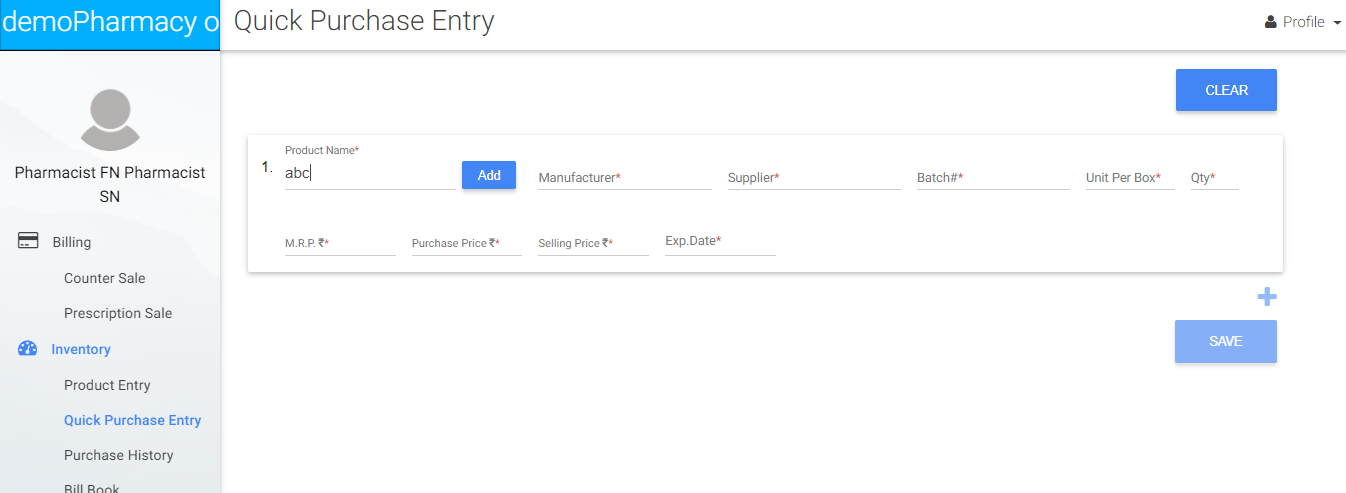 demoPharmacy o
Quick Purchase Entry
Profile
CLEAR
Pharmacist FN Pharmacist
SN
Billing
Counter Sale
Prescription Sale
Inventory
Product Entry
Quick Purchase Entry
Purchase History
Bill Book
1.
Product Name*
abc
Add
Manufacturer*
Supplier*
Batch#*
Unit Per Box*
Qty*
M.R.P. ₹*
Purchase Price ₹*
Selling Price ₹*
Exp.Date*
SAVE